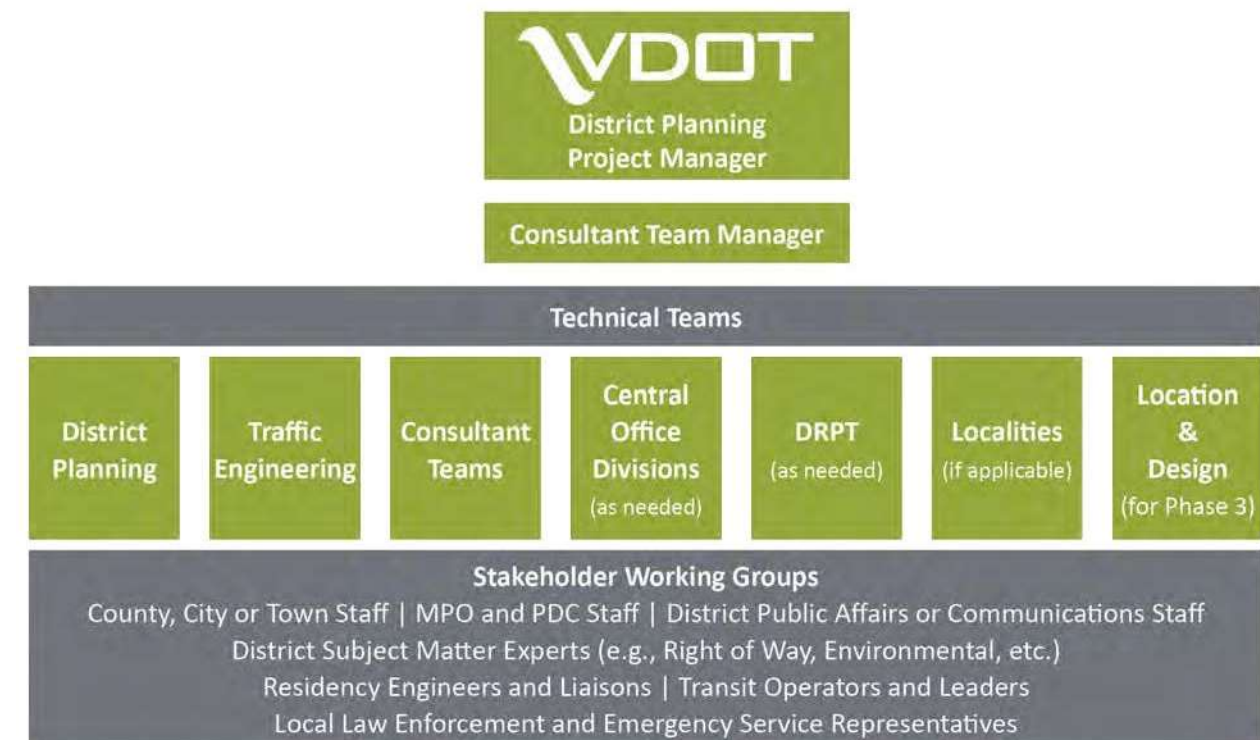 VDOT
District Planning
Project Manager
Consultant Team Manager
Technical Teams
District
Planning
Traffic
Engineering
Consultant
Teams
Central
Office
Divisions
(as needed)
DRPT
(as needed)
Localities
(if applicable)
Location
&
Design
(for Phase 3)
Stakeholder Working Groups
County, City or Town Staff | MPO and PDC Staff | District Public Affairs or Communications Staff
District Subject Matter Experts (e.g., Right of Way, Environmental, etc.)
Residency Engineers and Liaisons | Transit Operators and Leaders
Local Law Enforcement and Emergency Service Representatives